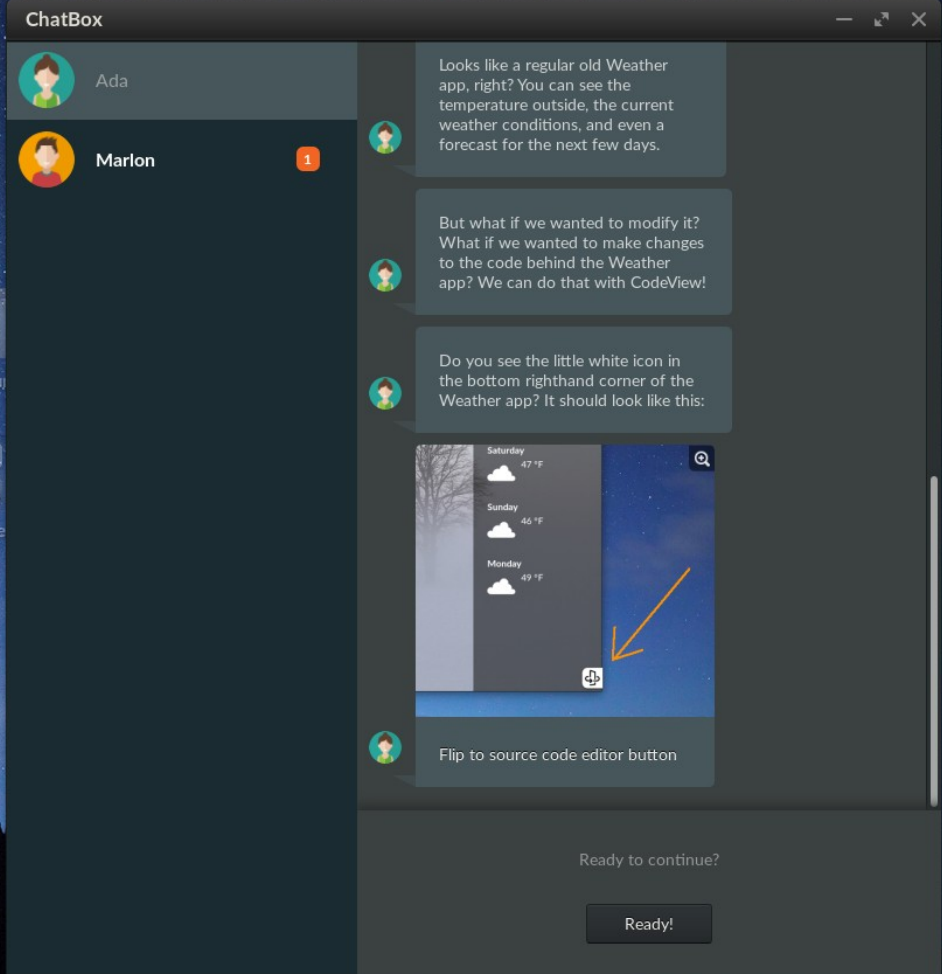 ChatBox
Ada
Marlon
1
Looks like a regular old Weather
app, right? You can see the
temperature outside, the current
weather conditions, and even a
forecast for the next few days.
But what if we wanted to modify it?
What if we wanted to make changes
to the code behind the Weather
app? We can do that with CodeView!
Do you see the little white icon in
the bottom righthand corner of the
Weather app? It should look like this:
Saturday
47 °F
Sunday
46 °F
Monday
49 °F
Flip to source code editor button
Ready to continue?
Ready!